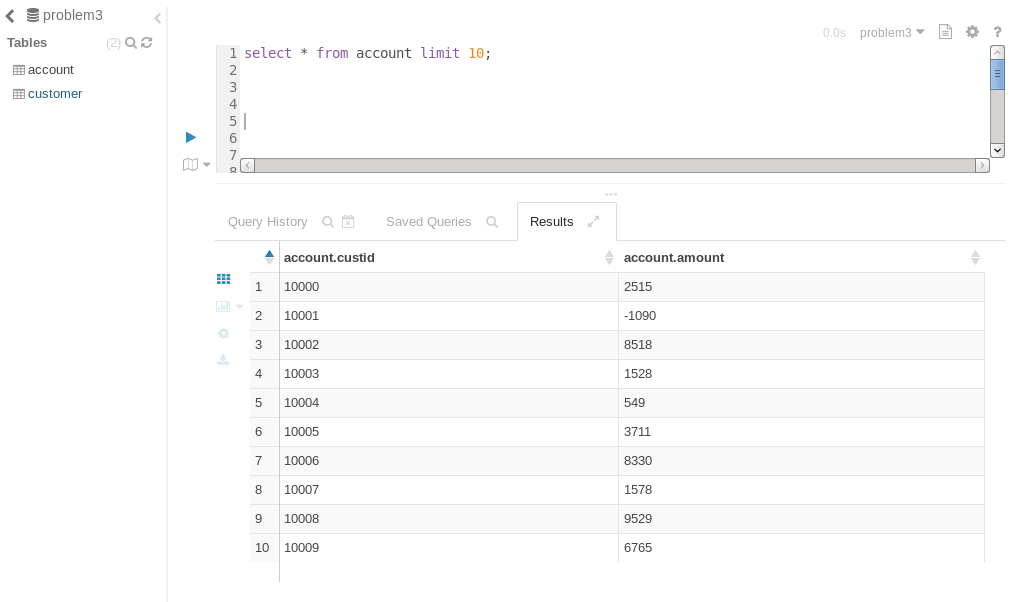 problem3
Tables (2)
account
customer
0.0s problem3 ?
1 select * from account limit 10;
2
3
4
5
6
7
8
Query History Saved Queries Results
account.custid account.amount
1 10000 2515
2 10001 -1090
3 10002 8518
4 10003 1528
5 10004 549
6 10005 3711
7 10006 8330
8 10007 1578
9 10008 9529
10 10009 6765